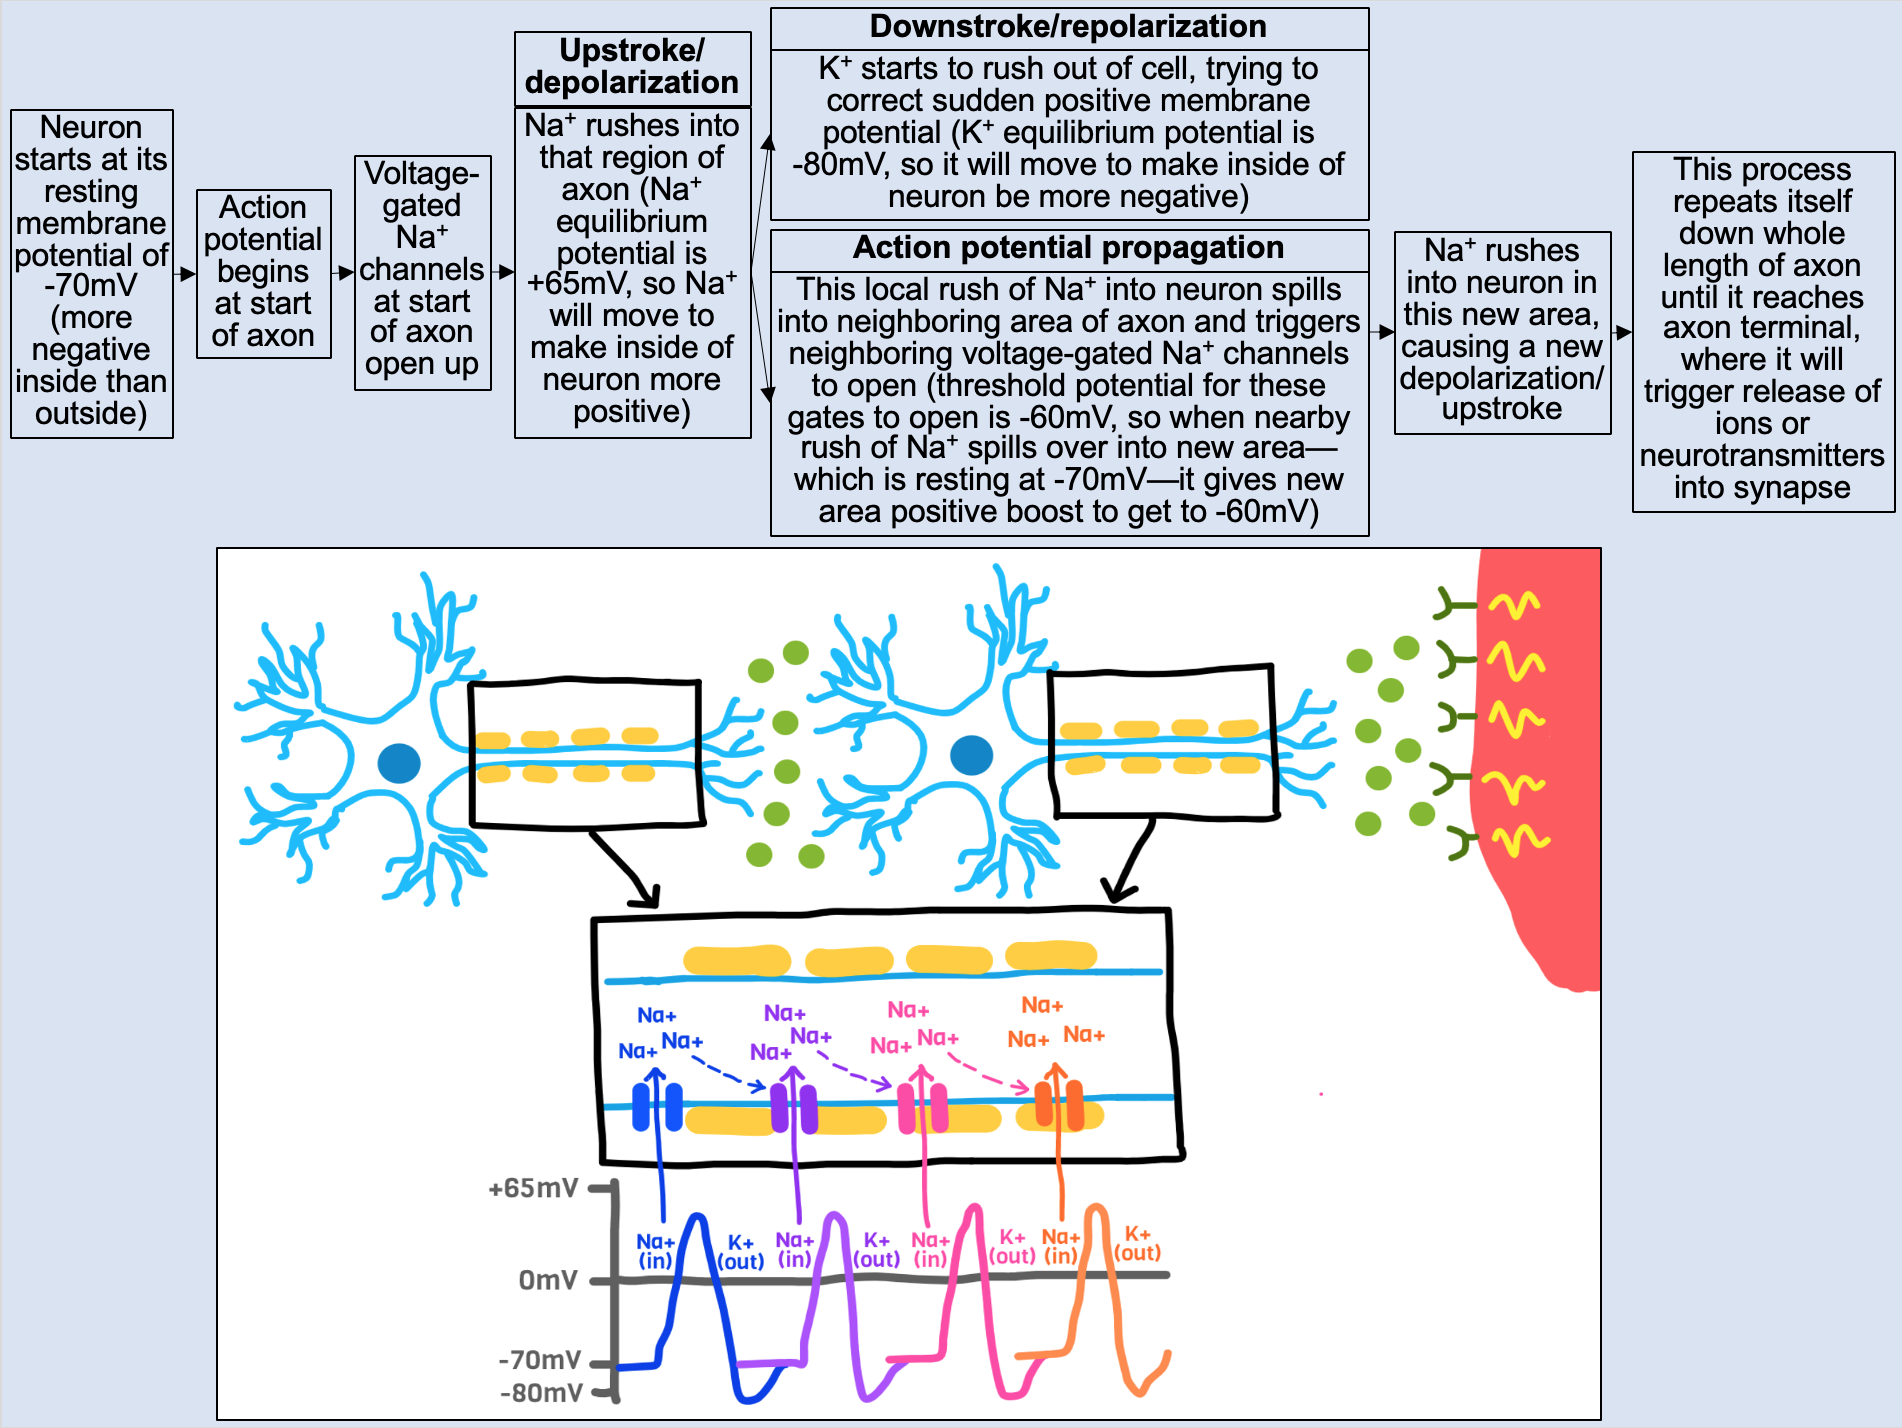 Neuron
starts at its
resting
membrane
potential of
-70mV
(more
negative
inside than
outside)
Action
potential
begins
at start
of axon
Voltage-
gated
Na⁺
channels
at start
of axon
open up
Upstroke/
depolarization
Na⁺ rushes into
that region of
axon (Na⁺
equilibrium
potential is
+65mV, so Na⁺
will move to
make inside of
neuron more
positive)
Downstroke/repolarization
K⁺ starts to rush out of cell, trying to
correct sudden positive membrane
potential (K⁺ equilibrium potential is
-80mV, so it will move to make inside of
neuron be more negative)
Action potential propagation
This local rush of Na⁺ into neuron spills
into neighboring area of axon and triggers
neighboring voltage-gated Na⁺ channels
to open (threshold potential for these
gates to open is -60mV, so when nearby
rush of Na⁺ spills over into new area—
which is resting at -70mV—it gives new
area positive boost to get to -60mV)
Na⁺ rushes
into neuron in
this new area,
causing a new
depolarization/
upstroke
This process
repeats itself
down whole
length of axon
until it reaches
axon terminal,
where it will
trigger release of
ions or
neurotransmitters
into synapse
Na+
Na+ Na+
Na+
Na+ Na+
Na+
Na+ Na+
Na+
Na+ Na+
+65mV
Na+
(in)
K+
(out)
Na+
(in)
K+
(out)
Na+
(in)
K+
(out)
Na+
(in)
K+
(out)
0mV
-70mV
-80mV